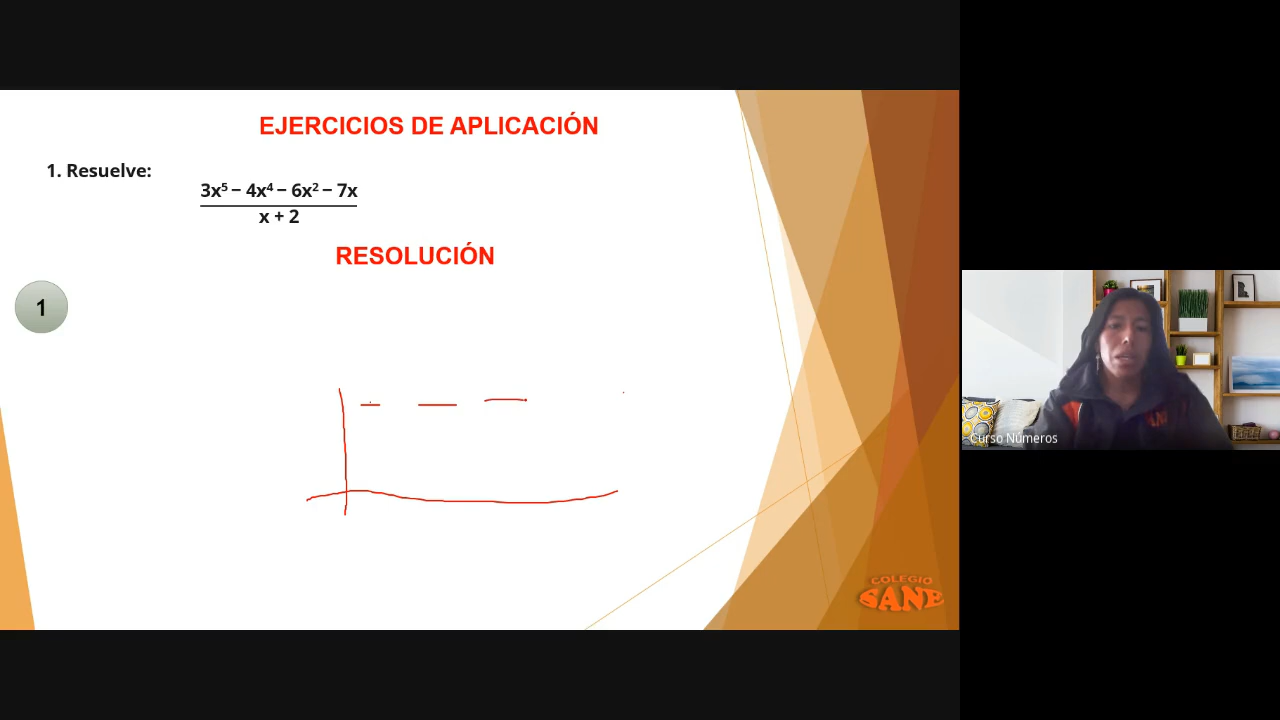 EJERCICIOS DE APLICACIÓN
1. Resuelve:
3x⁵ – 4x⁴ – 6x² – 7x
x + 2
RESOLUCIÓN
1
COLEGIO
SANE
Curso Números